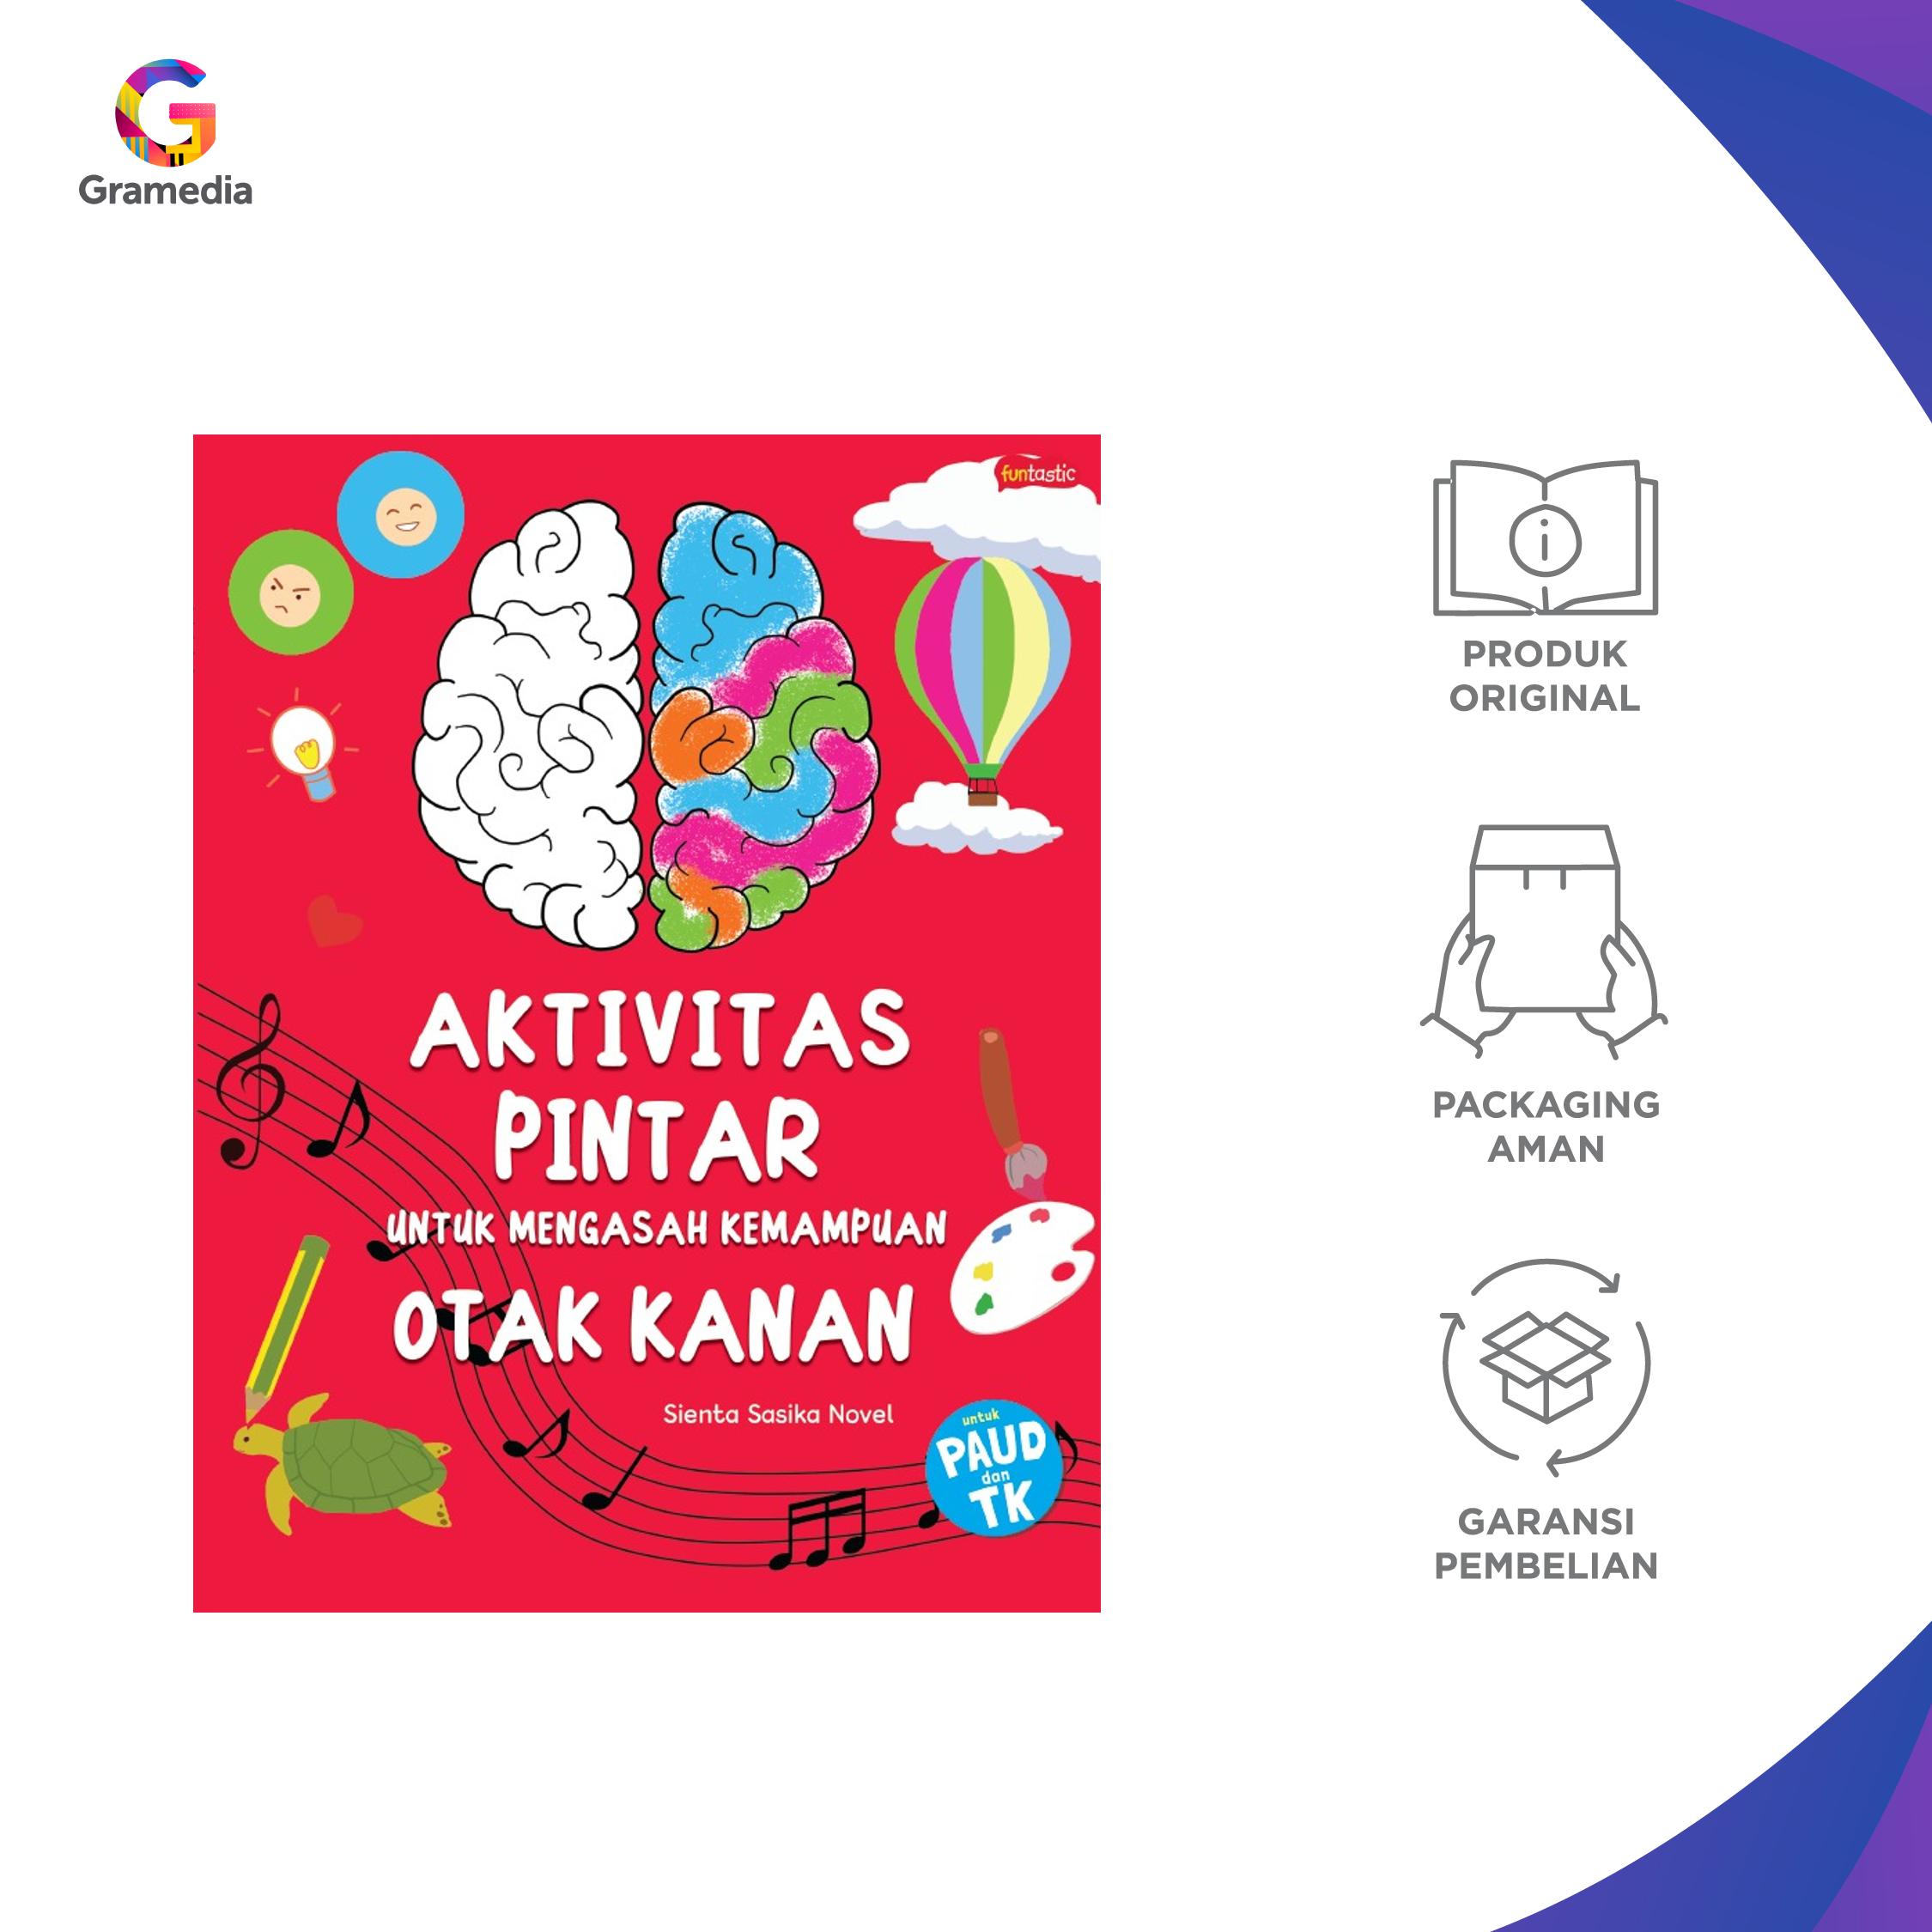 Gramedia
funtastic
AKTIVITAS
PINTAR
UNTUK MENGASAH KEMAMPUAN
OTAK KANAN
Sienta Sasika Novel
untuk
PAUD
dan
TK
PRODUK
ORIGINAL
PACKAGING
AMAN
GARANSI
PEMBELIAN